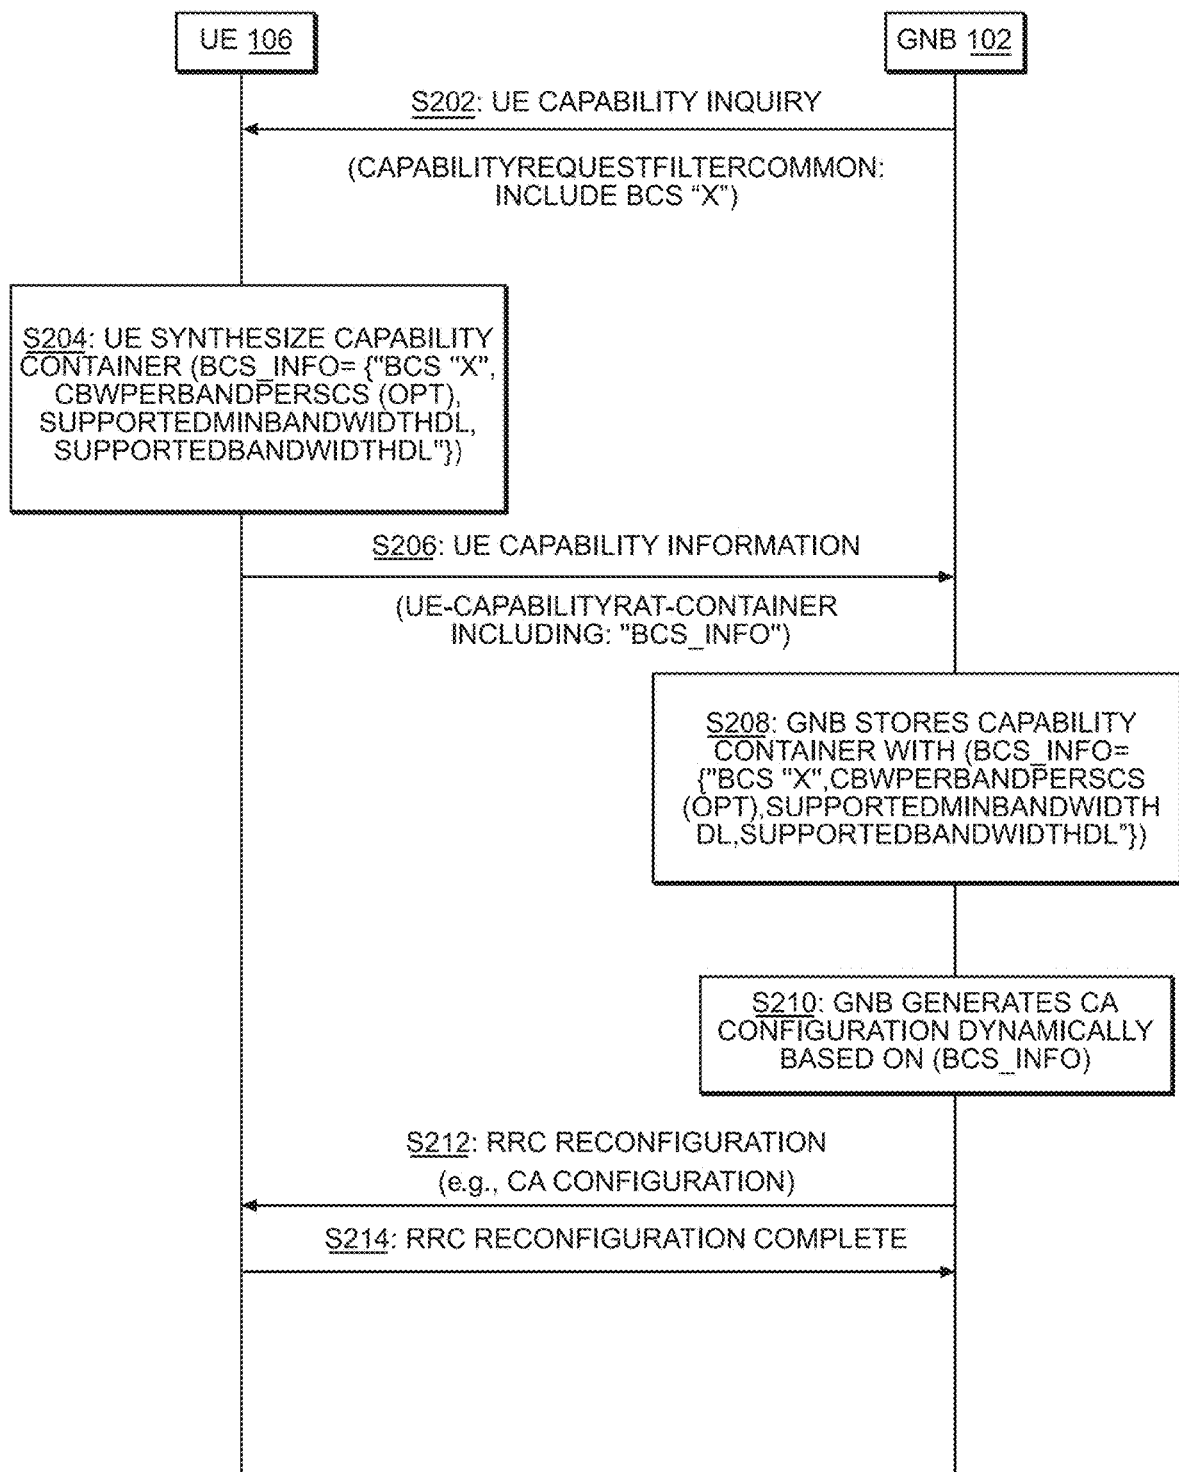 UE 106
GNB 102
S202: UE CAPABILITY INQUIRY
(CAPABILITYREQUESTFILTERCOMMON:
INCLUDE BCS “X”)
S204: UE SYNTHESIZE CAPABILITY
CONTAINER (BCS_INFO= {"BCS "X",
CBWPERBANDPERSCS (OPT),
SUPPORTEDMINBANDWIDTHDL,
SUPPORTEDBANDWIDTHDL"})
S206: UE CAPABILITY INFORMATION
(UE-CAPABILITYRAT-CONTAINER
INCLUDING: "BCS_INFO")
S208: GNB STORES CAPABILITY
CONTAINER WITH (BCS_INFO=
{"BCS "X",CBWPERBANDPERSCS
(OPT),SUPPORTEDMINBANDWIDTH
DL,SUPPORTEDBANDWIDTHDL”})
S210: GNB GENERATES CA
CONFIGURATION DYNAMICALLY
BASED ON (BCS_INFO)
S212: RRC RECONFIGURATION
(e.g., CA CONFIGURATION)
S214: RRC RECONFIGURATION COMPLETE